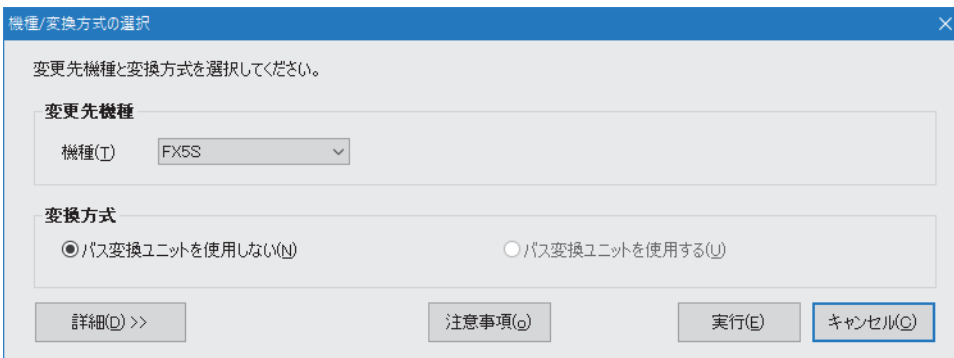 機種/変換方式の選択
変更先機種と変換方式を選択してください。
変更先機種
機種(T) FX5S
変換方式
バス変換ユニットを使用しない(N) バス変換ユニットを使用する(U)
詳細(D) >> 注意事項(o) 実行(E) キャンセル(C)